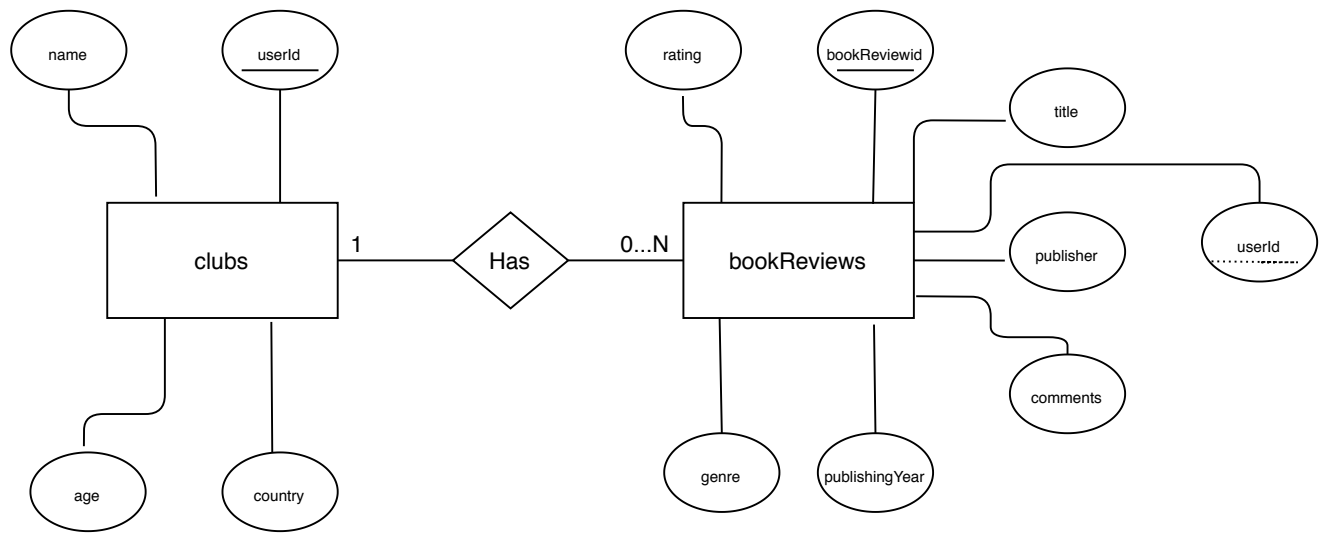 name
userId
rating
bookReviewid
title
clubs
1
Has
0...N
bookReviews
publisher
userId
comments
age
country
genre
publishingYear